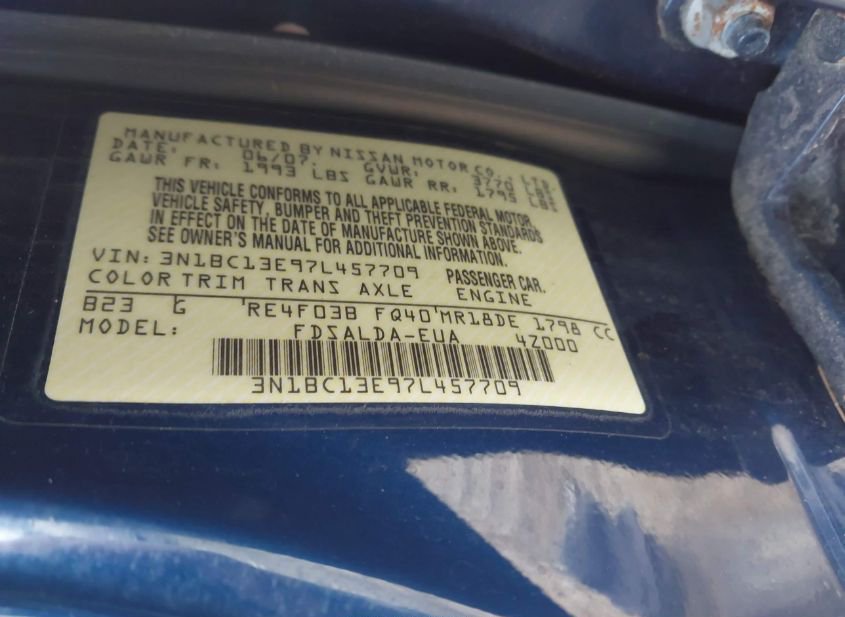 MANUFACTURED BY NISSAN MOTOR CO., LTD.
DATE: 06/07. GVWR: 3770 LBS
GAWR FR: 1993 LBS GAWR RR: 1795 LBS
THIS VEHICLE CONFORMS TO ALL APPLICABLE FEDERAL MOTOR
VEHICLE SAFETY, BUMPER AND THEFT PREVENTION STANDARDS
IN EFFECT ON THE DATE OF MANUFACTURE SHOWN ABOVE.
SEE OWNER'S MANUAL FOR ADDITIONAL INFORMATION.
VIN: 3N1BC13E97L457709 PASSENGER CAR.
COLOR TRIM TRANS AXLE ENGINE
B23 G RE4F03B FQ40 MR18DE 1798 CC
MODEL: FDSALDA-EUA 4Z000
3N1BC13E97L457709